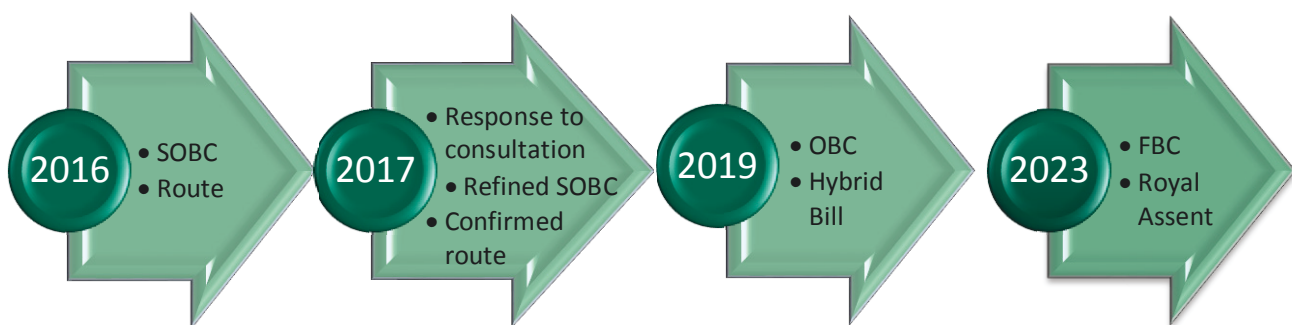 2016
• SOBC
• Route
2017
• Response to
consultation
• Refined SOBC
• Confirmed
route
2019
• OBC
• Hybrid
Bill
2023
• FBC
• Royal
Assent